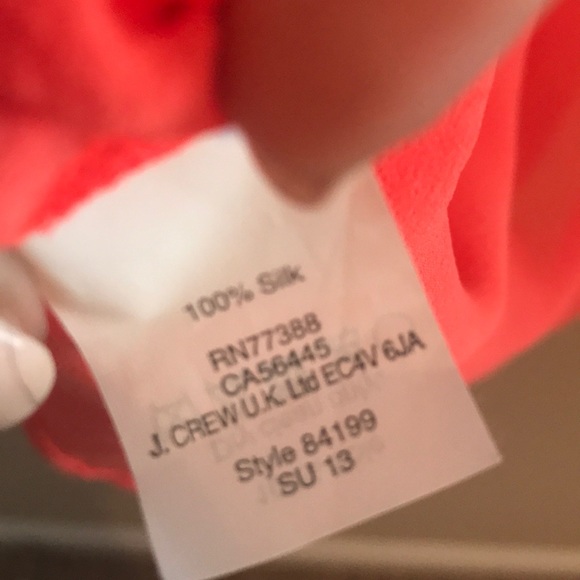 100% Silk
RN77388
CA56445
J. CREW U.K. Ltd EC4V 6JA
Style 84199
SU 13